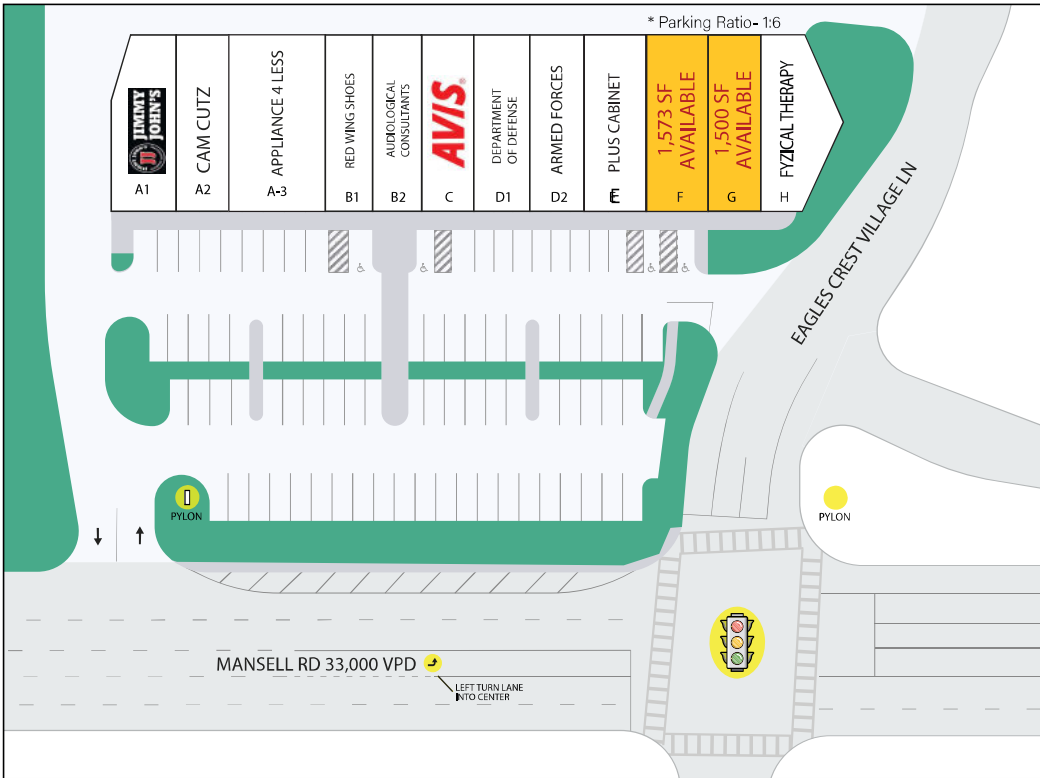 * Parking Ratio- 1:6
JIMMY
JOHN'S
A1
CAM CUTZ
A2
APPLIANCE 4 LESS
A-3
RED WING SHOES
B1
AUDIOLOGICAL
CONSULTANTS
B2
AVIS®
C
DEPARTMENT
OF DEFENSE
D1
ARMED FORCES
D2
PLUS CABINET
E
1,573 SF
AVAILABLE
F
1,500 SF
AVAILABLE
G
FYZICAL THERAPY
H
EAGLES CREST VILLAGE LN
PYLON
PYLON
MANSELL RD 33,000 VPD
LEFT TURN LANE
INTO CENTER